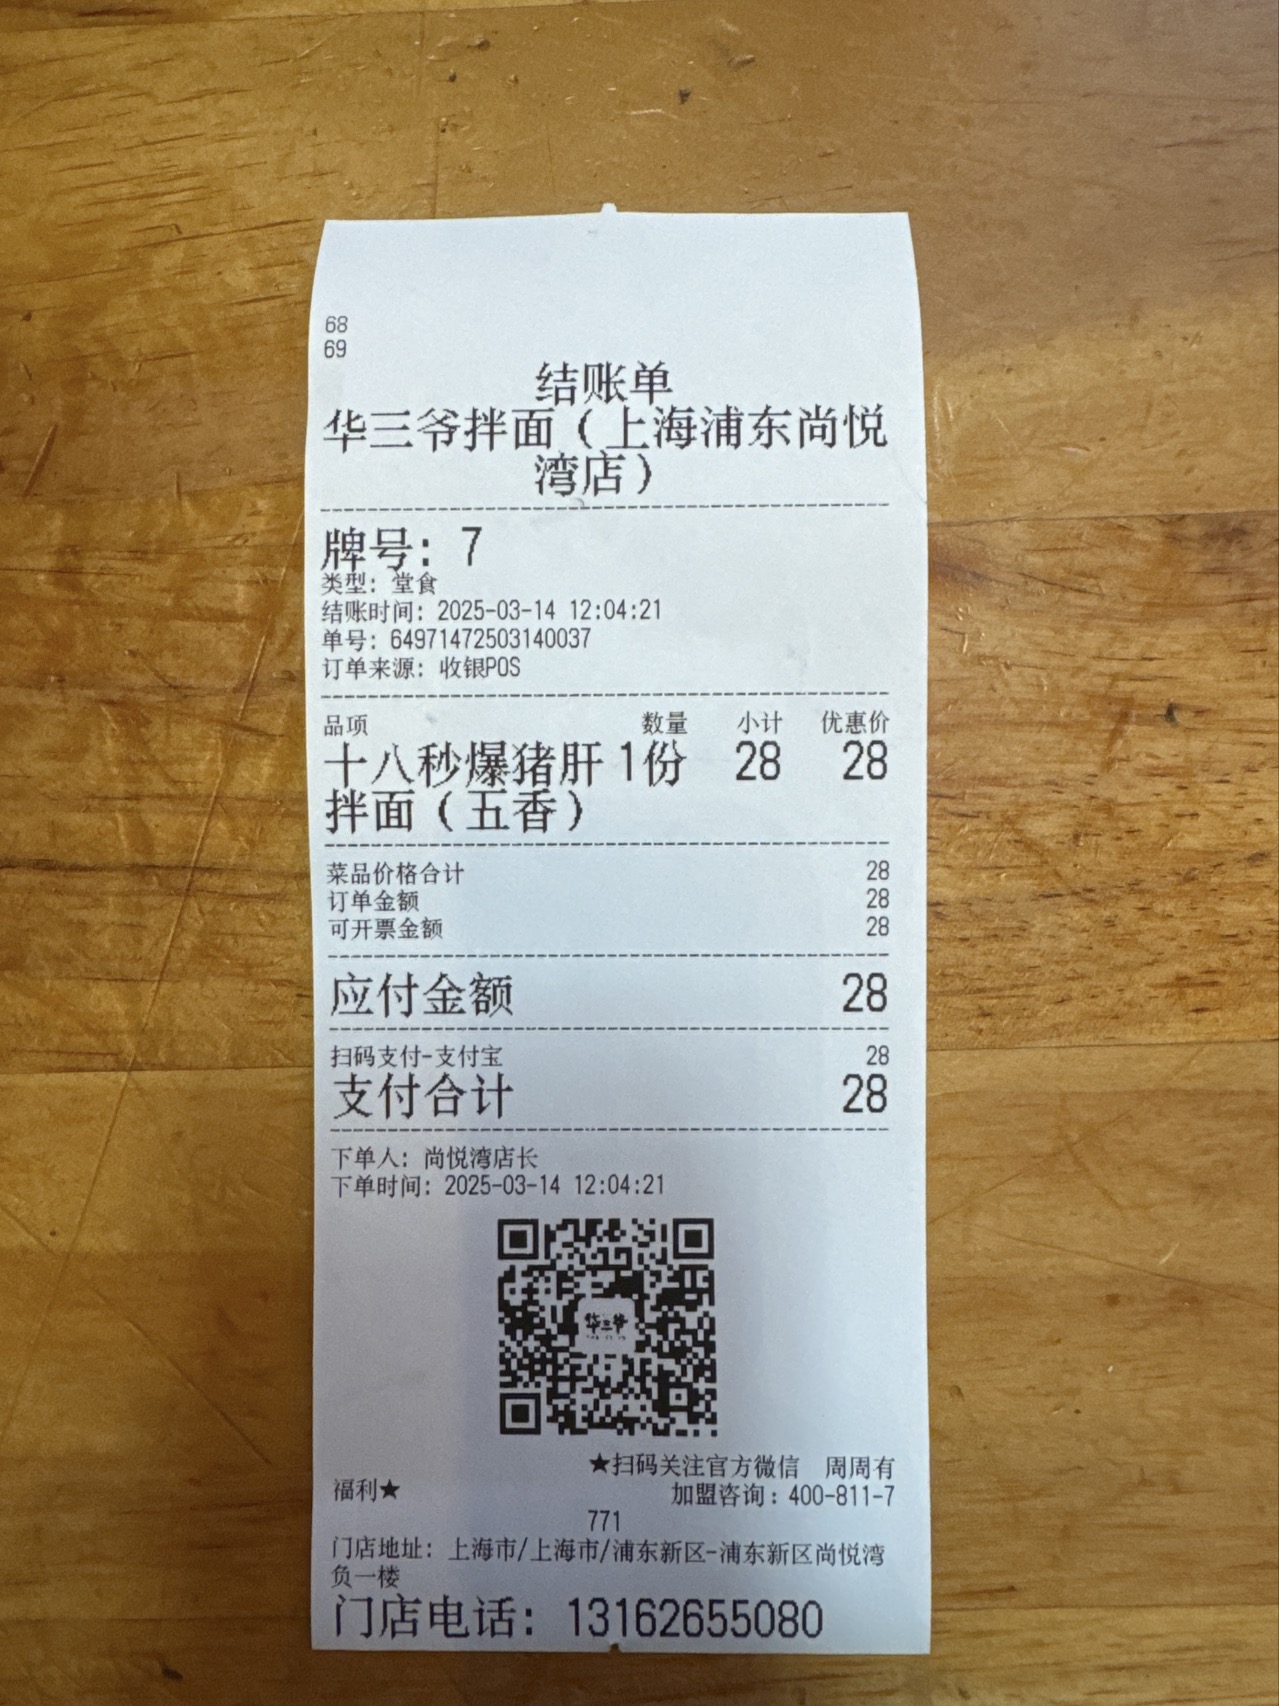 68
69
结账单
华三爷拌面（上海浦东尚悦
湾店）
牌号: 7
类型: 堂食
结账时间: 2025-03-14 12:04:21
单号: 64971472503140037
订单来源: 收银POS
品项 数量 小计 优惠价
十八秒爆猪肝 1份 28 28
拌面（五香）
菜品价格合计 28
订单金额 28
可开票金额 28
应付金额 28
扫码支付-支付宝 28
支付合计 28
下单人: 尚悦湾店长
下单时间: 2025-03-14 12:04:21
华三爷
★扫码关注官方微信 周周有
福利★ 加盟咨询: 400-811-7
771
门店地址: 上海市/上海市/浦东新区-浦东新区尚悦湾
负一楼
门店电话: 13162655080